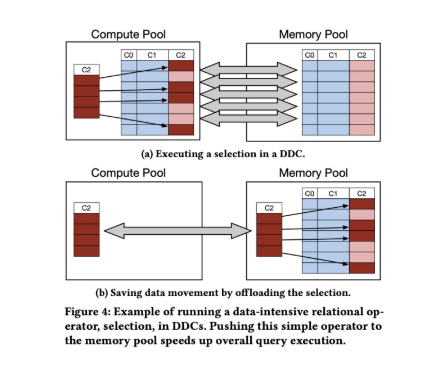 Compute Pool Memory Pool
C0 C1 C2 C0 C1 C2
C2
(a) Executing a selection in a DDC.
Compute Pool Memory Pool
C0 C1 C2
C2 C2
(b) Saving data movement by offloading the selection.
Figure 4: Example of running a data-intensive relational op-
erator, selection, in DDCs. Pushing this simple operator to
the memory pool speeds up overall query execution.